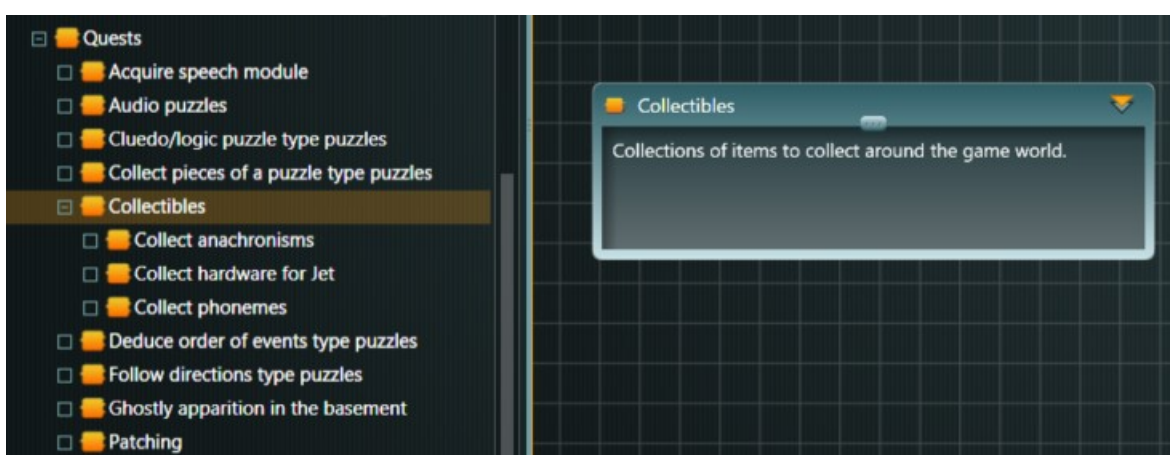 Quests
Acquire speech module
Audio puzzles
Cluedo/logic puzzle type puzzles
Collect pieces of a puzzle type puzzles
Collectibles
Collect anachronisms
Collect hardware for Jet
Collect phonemes
Deduce order of events type puzzles
Follow directions type puzzles
Ghostly apparition in the basement
Patching
Collectibles
Collections of items to collect around the game world.